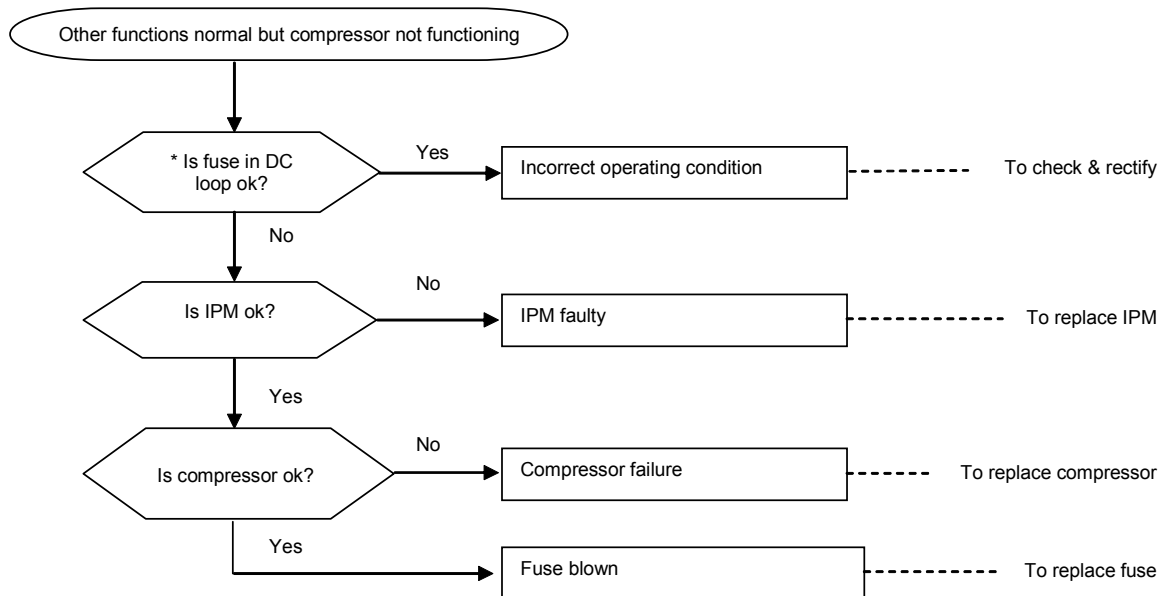 Other functions normal but compressor not functioning
* Is fuse in DC
loop ok?
Yes
Incorrect operating condition
To check & rectify
No
Is IPM ok?
No
IPM faulty
To replace IPM
Yes
Is compressor ok?
No
Compressor failure
To replace compressor
Yes
Fuse blown
To replace fuse